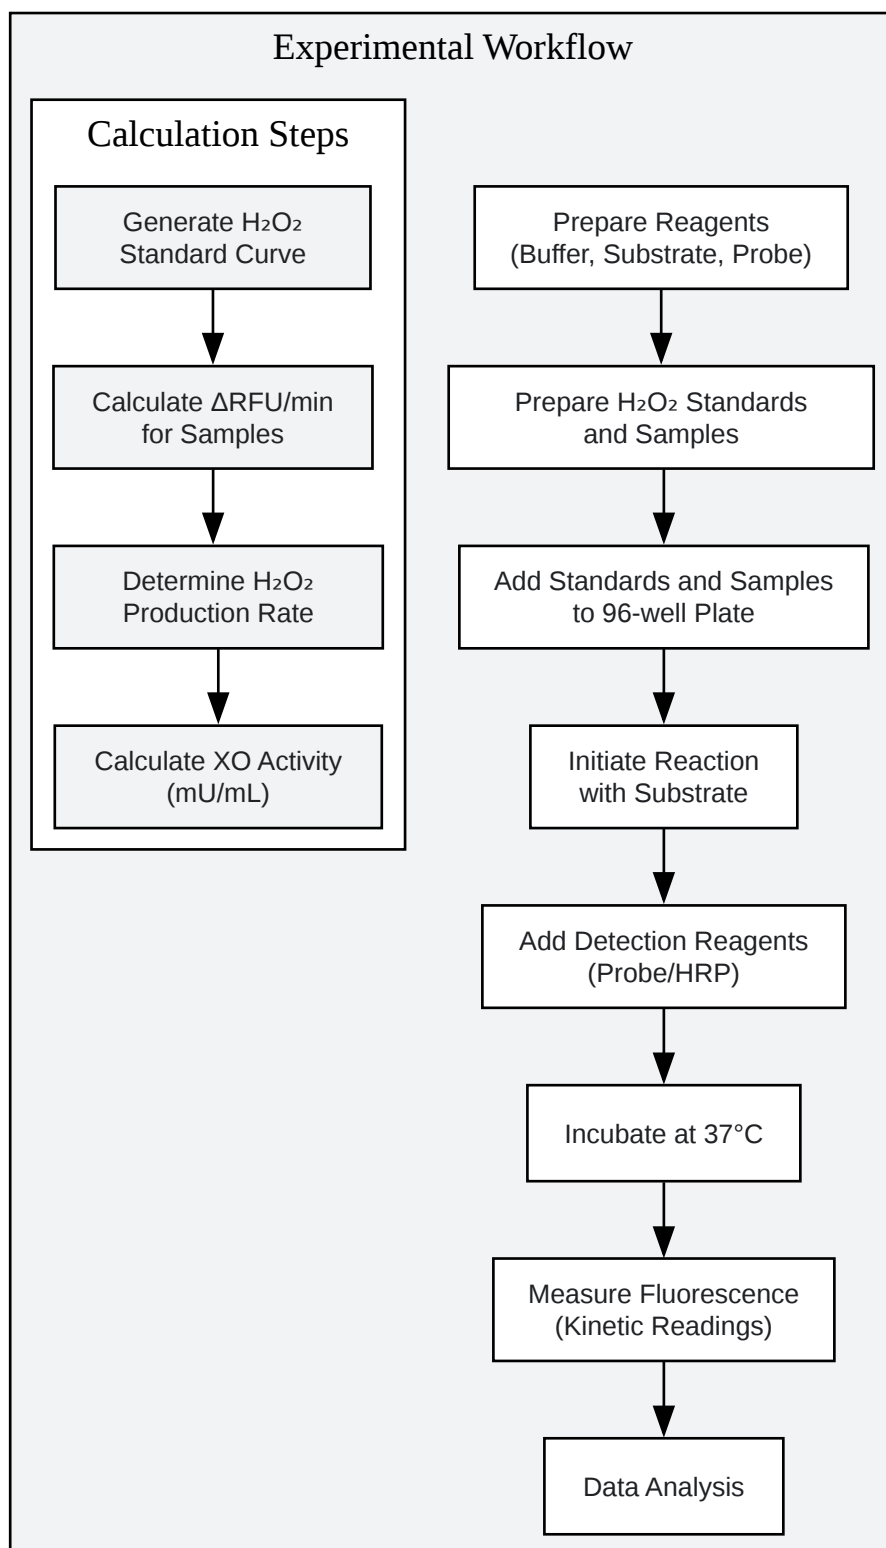 Experimental Workflow
Calculation Steps
Generate H₂O₂
Standard Curve
Calculate ΔRFU/min
for Samples
Determine H₂O₂
Production Rate
Calculate XO Activity
(mU/mL)
Prepare Reagents
(Buffer, Substrate, Probe)
Prepare H₂O₂ Standards
and Samples
Add Standards and Samples
to 96-well Plate
Initiate Reaction
with Substrate
Add Detection Reagents
(Probe/HRP)
Incubate at 37°C
Measure Fluorescence
(Kinetic Readings)
Data Analysis